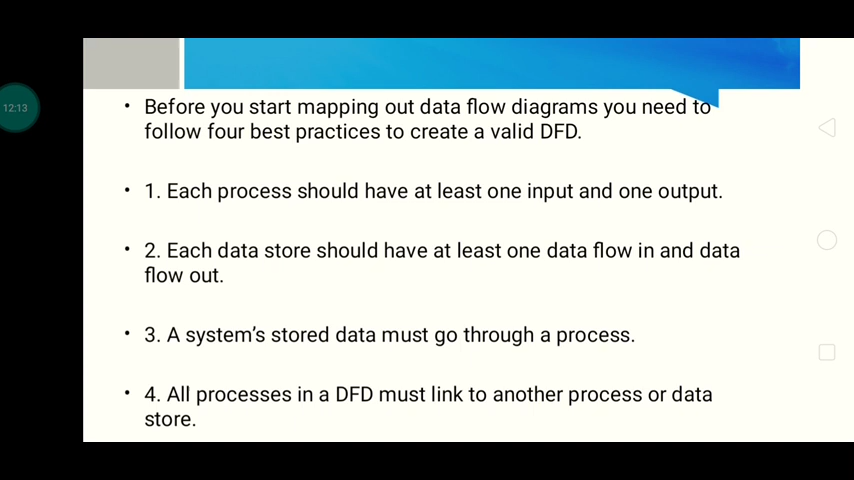 12:13
• Before you start mapping out data flow diagrams you need to
follow four best practices to create a valid DFD.
• 1. Each process should have at least one input and one output.
• 2. Each data store should have at least one data flow in and data
flow out.
• 3. A system’s stored data must go through a process.
• 4. All processes in a DFD must link to another process or data
store.